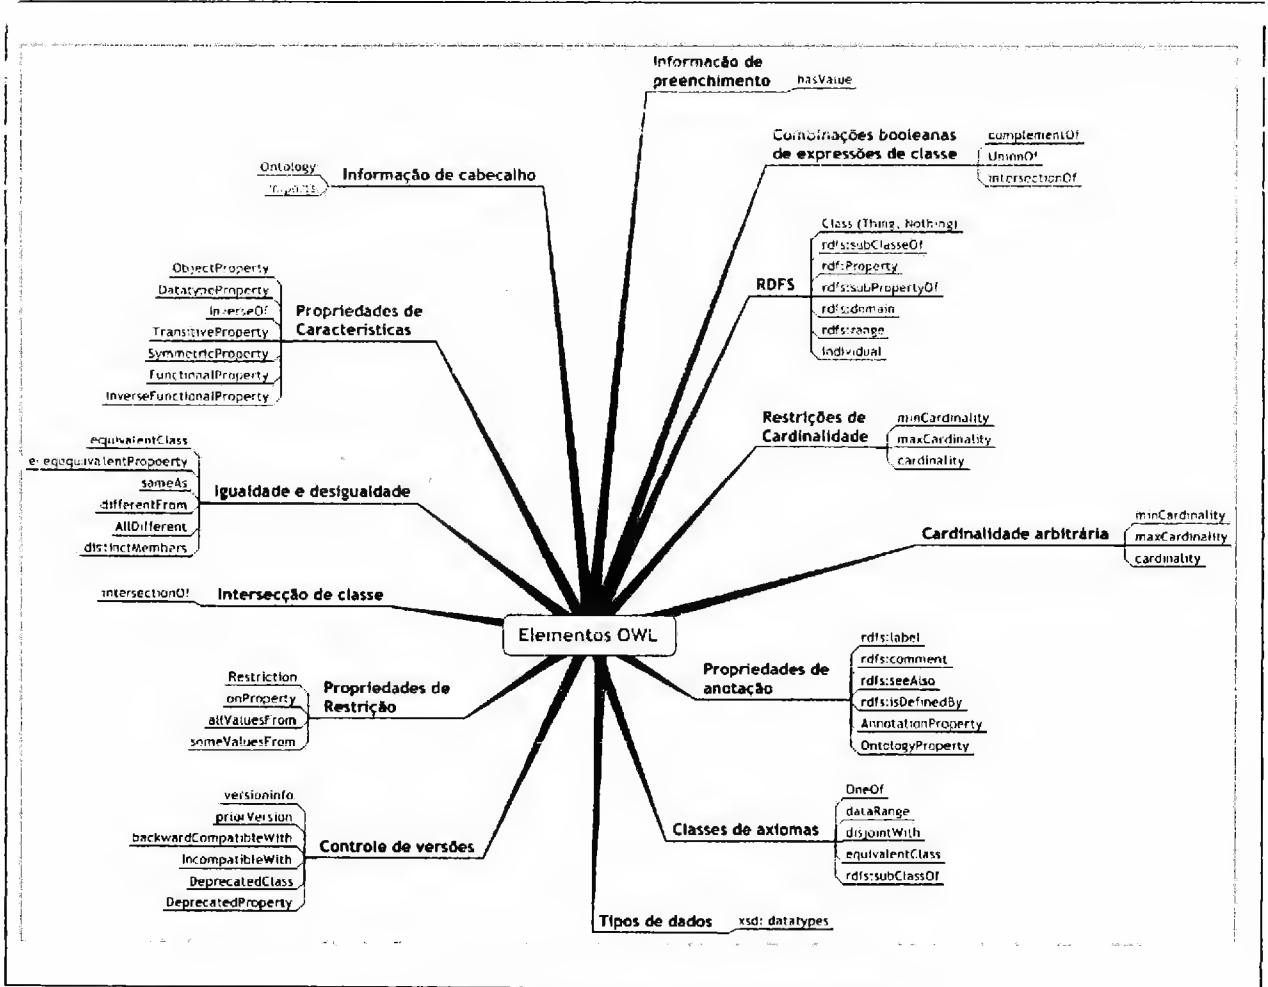 Informação de
preenchimento
hasValue
Combinações booleanas
de expressões de classe
complementOf
UnionOf
intersectionOf
Ontology
imports
Informação de cabecalho
Class (Thing, Nothing)
rdfs:subClasseOf
rdf:Property
RDFS
rdfs:subPropertyOf
rdfs:domain
rdfs:range
Individual
ObjectProperty
DatatypeProperty
inverseOf
TransitiveProperty
SymmetricProperty
FunctionalProperty
InverseFunctionalProperty
Propriedades de
Características
Restrições de
Cardinalidade
minCardinality
maxCardinality
cardinality
equivalentClass
sameAs
differentFrom
AllDifferent
distinctMembers
Igualdade e desigualdade
Cardinalidade arbitrária
minCardinality
maxCardinality
cardinality
intersectionOf
Intersecção de classe
Elementos OWL
Propriedades de
anotação
rdfs:label
rdfs:comment
rdfs:seeAlso
rdfs:isDefinedBy
AnnotationProperty
OntologyProperty
Restriction
onProperty
allValuesFrom
someValuesFrom
Propriedades de
Restrição
versioninfo
priorVersion
backwardCompatibleWith
IncompatibleWith
DeprecatedClass
DeprecatedProperty
Controle de versões
Classes de axiomas
OneOf
dataRange
disjointWith
equivalentClass
rdfs:subClassOf
Tipos de dados
xsd: datatypes